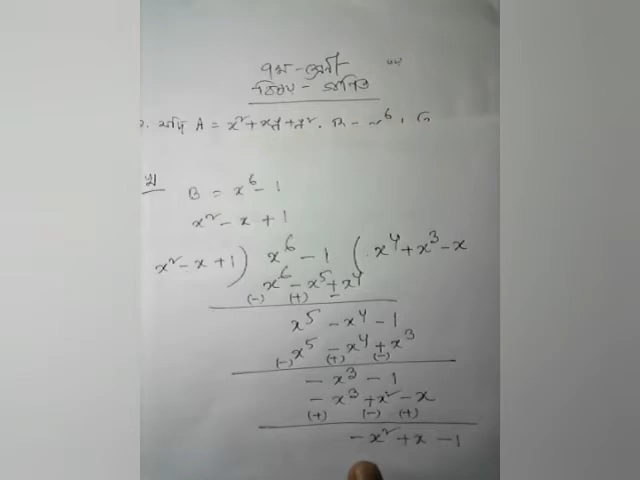 ৭ম - শ্রেণী
বিষয় - গণিত
যদি A = x² + xy + y², B = x⁶
খ
B = x⁶ - 1
x² - x + 1
x² - x + 1 ) x⁶ - 1 ( x⁴ + x³ - x
x⁶ - x⁵ + x⁴
(-) (+) -
x⁵ - x⁴ - 1
x⁵ - x⁴ + x³
(-) (+) (-)
- x³ - 1
- x³ + x² - x
(+) (-) (+)
- x² + x - 1